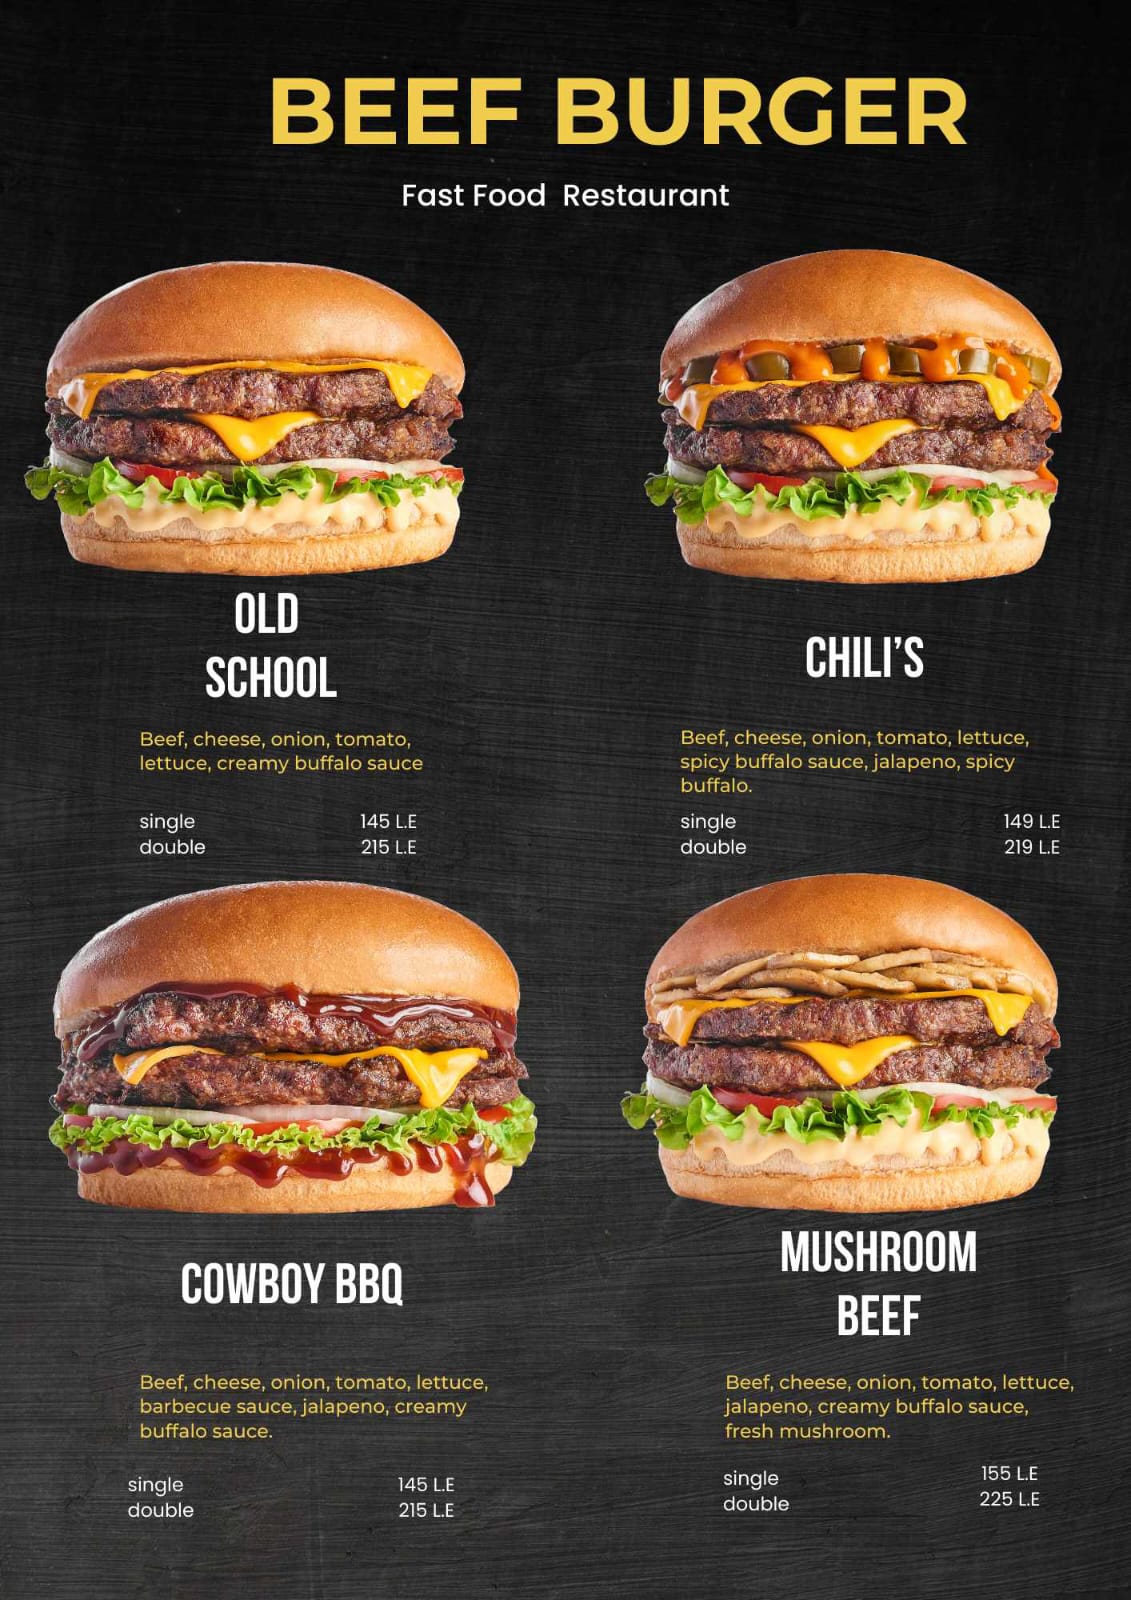 BEEF BURGER
Fast Food Restaurant
OLD
SCHOOL
Beef, cheese, onion, tomato,
lettuce, creamy buffalo sauce
single 145 L.E
double 215 L.E
CHILI’S
Beef, cheese, onion, tomato, lettuce,
spicy buffalo sauce, jalapeno, spicy
buffalo.
single 149 L.E
double 219 L.E
COWBOY BBQ
Beef, cheese, onion, tomato, lettuce,
barbecue sauce, jalapeno, creamy
buffalo sauce.
single 145 L.E
double 215 L.E
MUSHROOM
BEEF
Beef, cheese, onion, tomato, lettuce,
jalapeno, creamy buffalo sauce,
fresh mushroom.
single 155 L.E
double 225 L.E